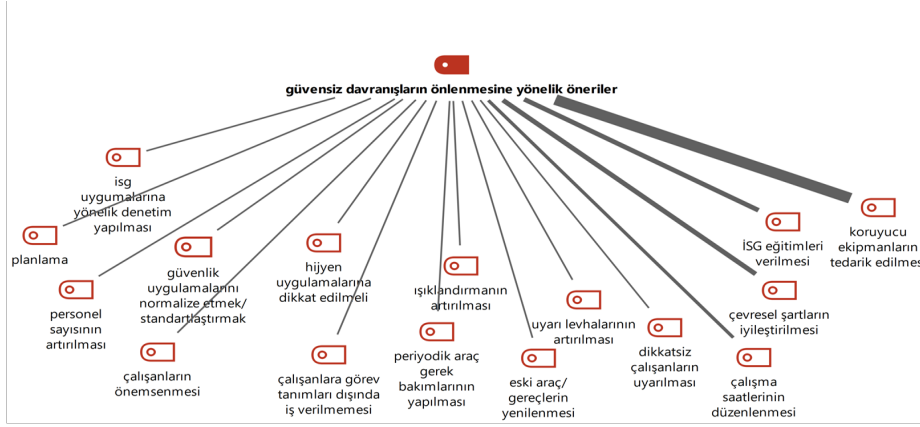 güvensiz davranışların önlenmesine yönelik öneriler
isg
uygumalarına
yönelik denetim
yapılması
planlama
personel
sayısının
artırılması
güvenlik
uygulamalarını
normalize etmek/
standartlaştırmak
çalışanların
önemsenmesi
hijyen
uygulamalarına
dikkat edilmeli
çalışanlara görev
tanımları dışında
iş verilmemesi
ışıklandırmanın
artırılması
periyodik araç
gerek
bakımlarının
yapılması
eski araç/
gereçlerin
yenilenmesi
uyarı levhalarının
artırılması
dikkatsiz
çalışanların
uyarılması
çalışma
saatlerinin
düzenlenmesi
çevresel şartların
iyileştirilmesi
İSG eğitimleri
verilmesi
koruyucu
ekipmanların
tedarik edilmes